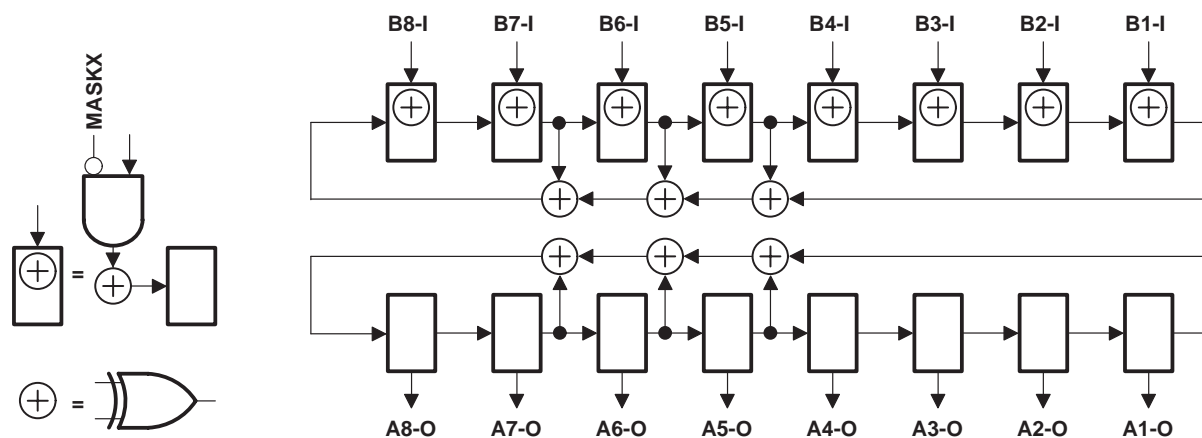 B8-I B7-I B6-I B5-I B4-I B3-I B2-I B1-I
MASKX
=
=
A8-O A7-O A6-O A5-O A4-O A3-O A2-O A1-O